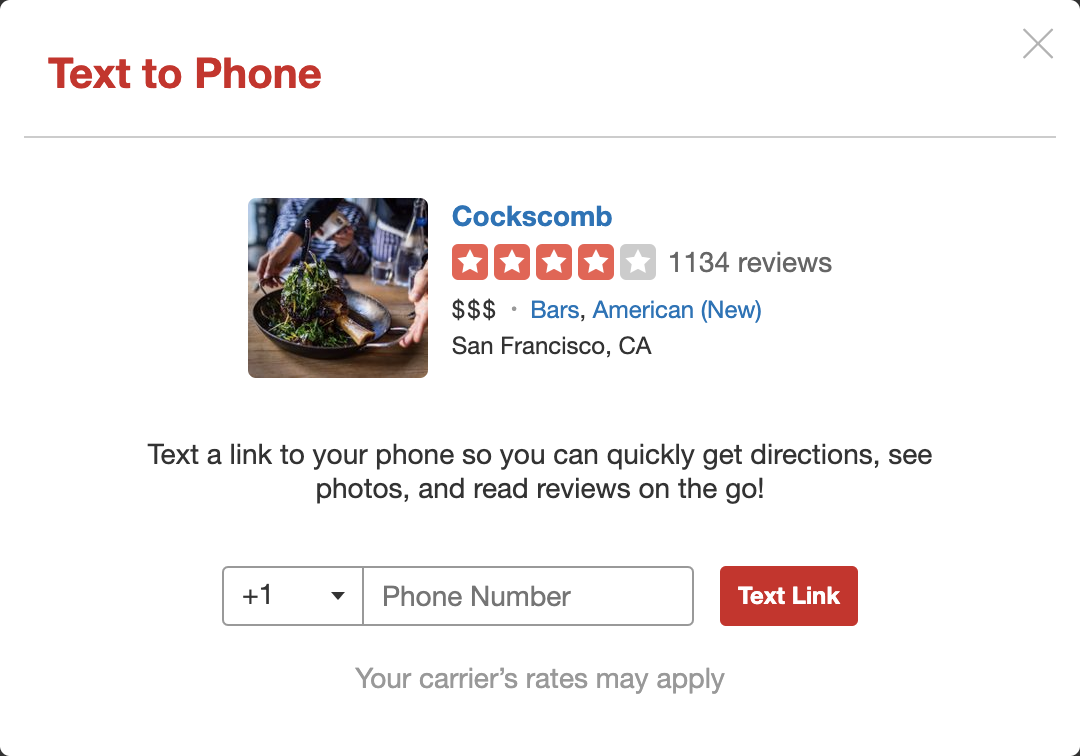 Text to Phone
Cockscomb
1134 reviews
$$$ · Bars, American (New)
San Francisco, CA
Text a link to your phone so you can quickly get directions, see
photos, and read reviews on the go!
+1 Phone Number Text Link
Your carrier’s rates may apply